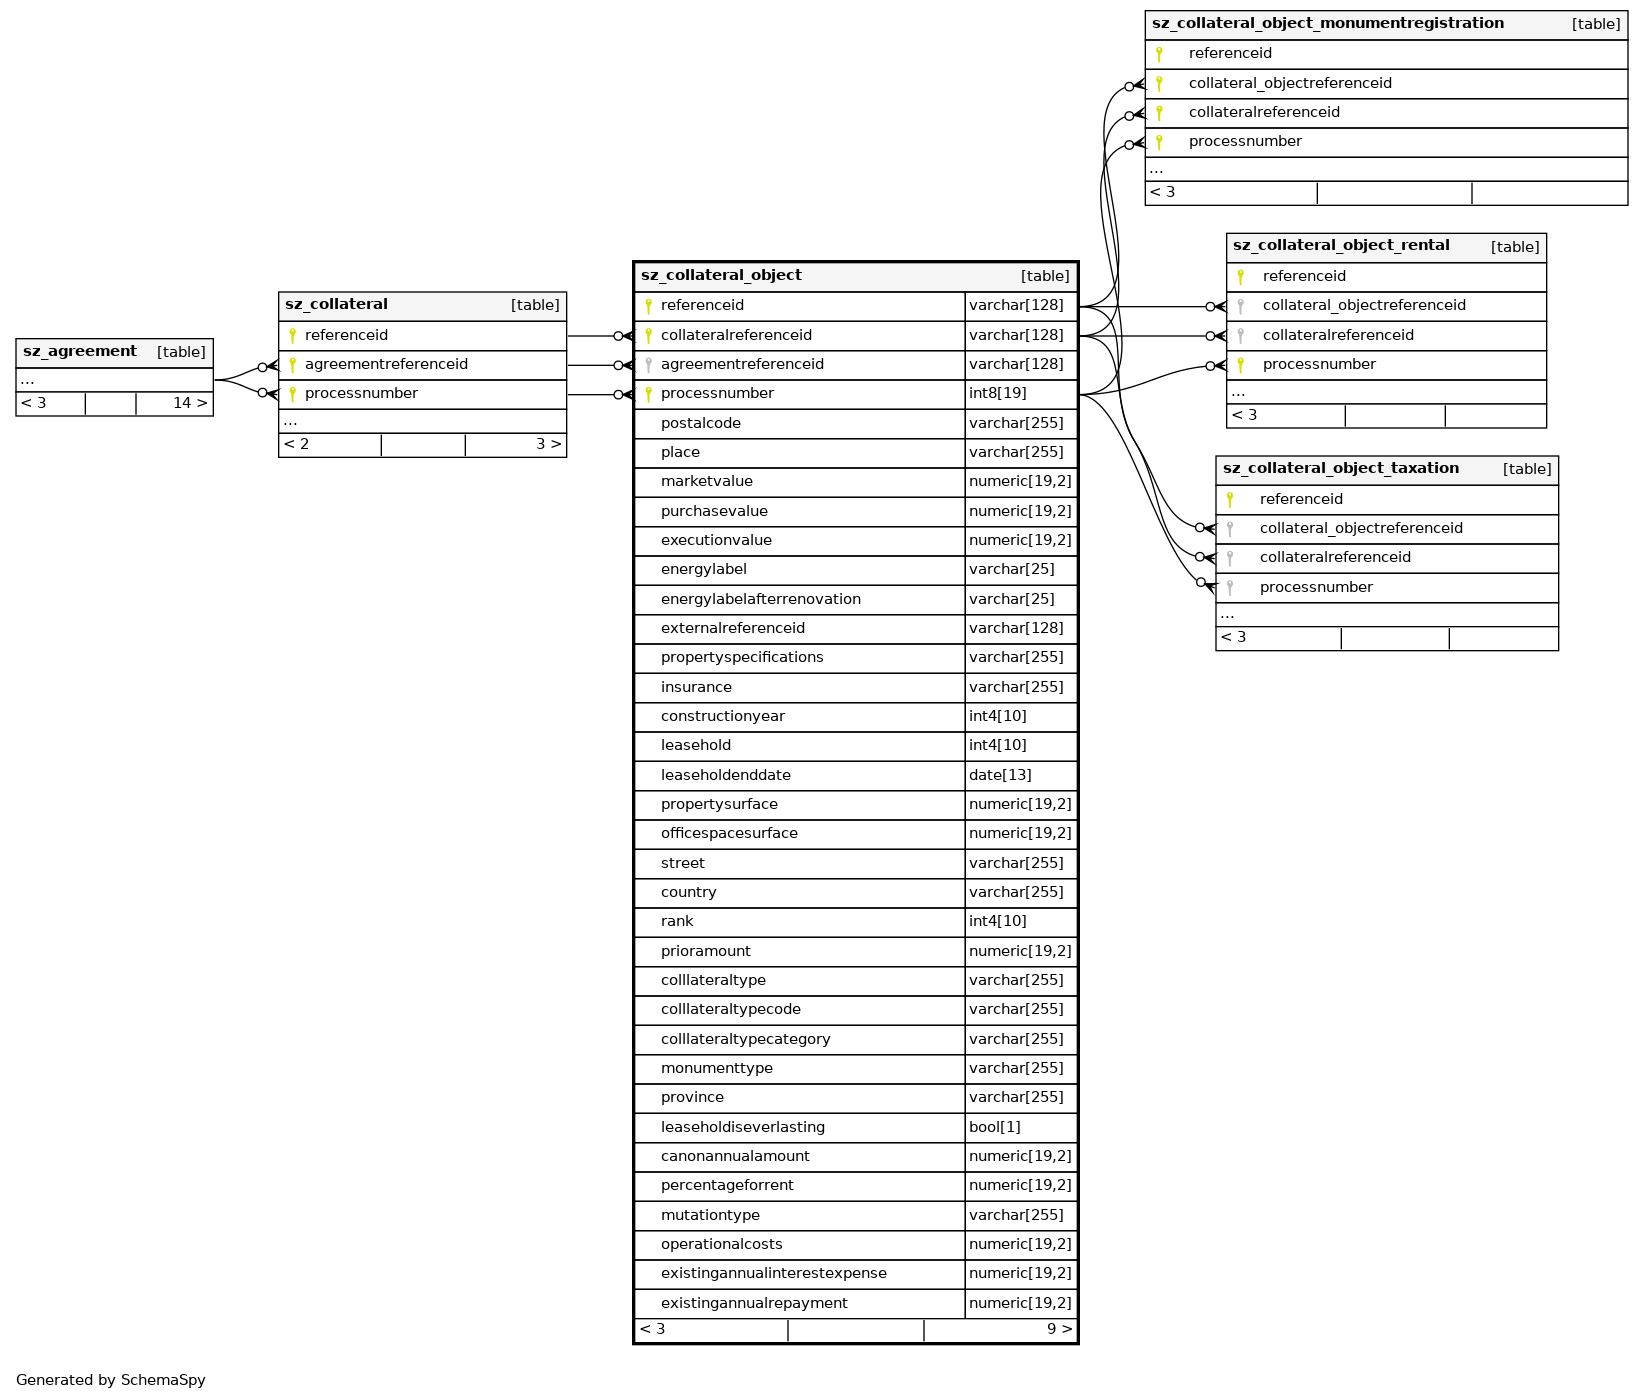 sz_agreement [table]
...
< 3 14 >
sz_collateral [table]
referenceid
agreementreferenceid
processnumber
...
< 2 3 >
sz_collateral_object [table]
referenceid varchar[128]
collateralreferenceid varchar[128]
agreementreferenceid varchar[128]
processnumber int8[19]
postalcode varchar[255]
place varchar[255]
marketvalue numeric[19,2]
purchasevalue numeric[19,2]
executionvalue numeric[19,2]
energylabel varchar[25]
energylabelafterrenovation varchar[25]
externalreferenceid varchar[128]
propertyspecifications varchar[255]
insurance varchar[255]
constructionyear int4[10]
leasehold int4[10]
leaseholdenddate date[13]
propertysurface numeric[19,2]
officespacesurface numeric[19,2]
street varchar[255]
country varchar[255]
rank int4[10]
prioramount numeric[19,2]
colllateraltype varchar[255]
colllateraltypecode varchar[255]
colllateraltypecategory varchar[255]
monumenttype varchar[255]
province varchar[255]
leaseholdiseverlasting bool[1]
canonannualamount numeric[19,2]
percentageforrent numeric[19,2]
mutationtype varchar[255]
operationalcosts numeric[19,2]
existingannualinterestexpense numeric[19,2]
existingannualrepayment numeric[19,2]
< 3 9 >
sz_collateral_object_monumentregistration [table]
referenceid
collateral_objectreferenceid
collateralreferenceid
processnumber
...
< 3
sz_collateral_object_rental [table]
referenceid
collateral_objectreferenceid
collateralreferenceid
processnumber
...
< 3
sz_collateral_object_taxation [table]
referenceid
collateral_objectreferenceid
collateralreferenceid
processnumber
...
< 3
Generated by SchemaSpy